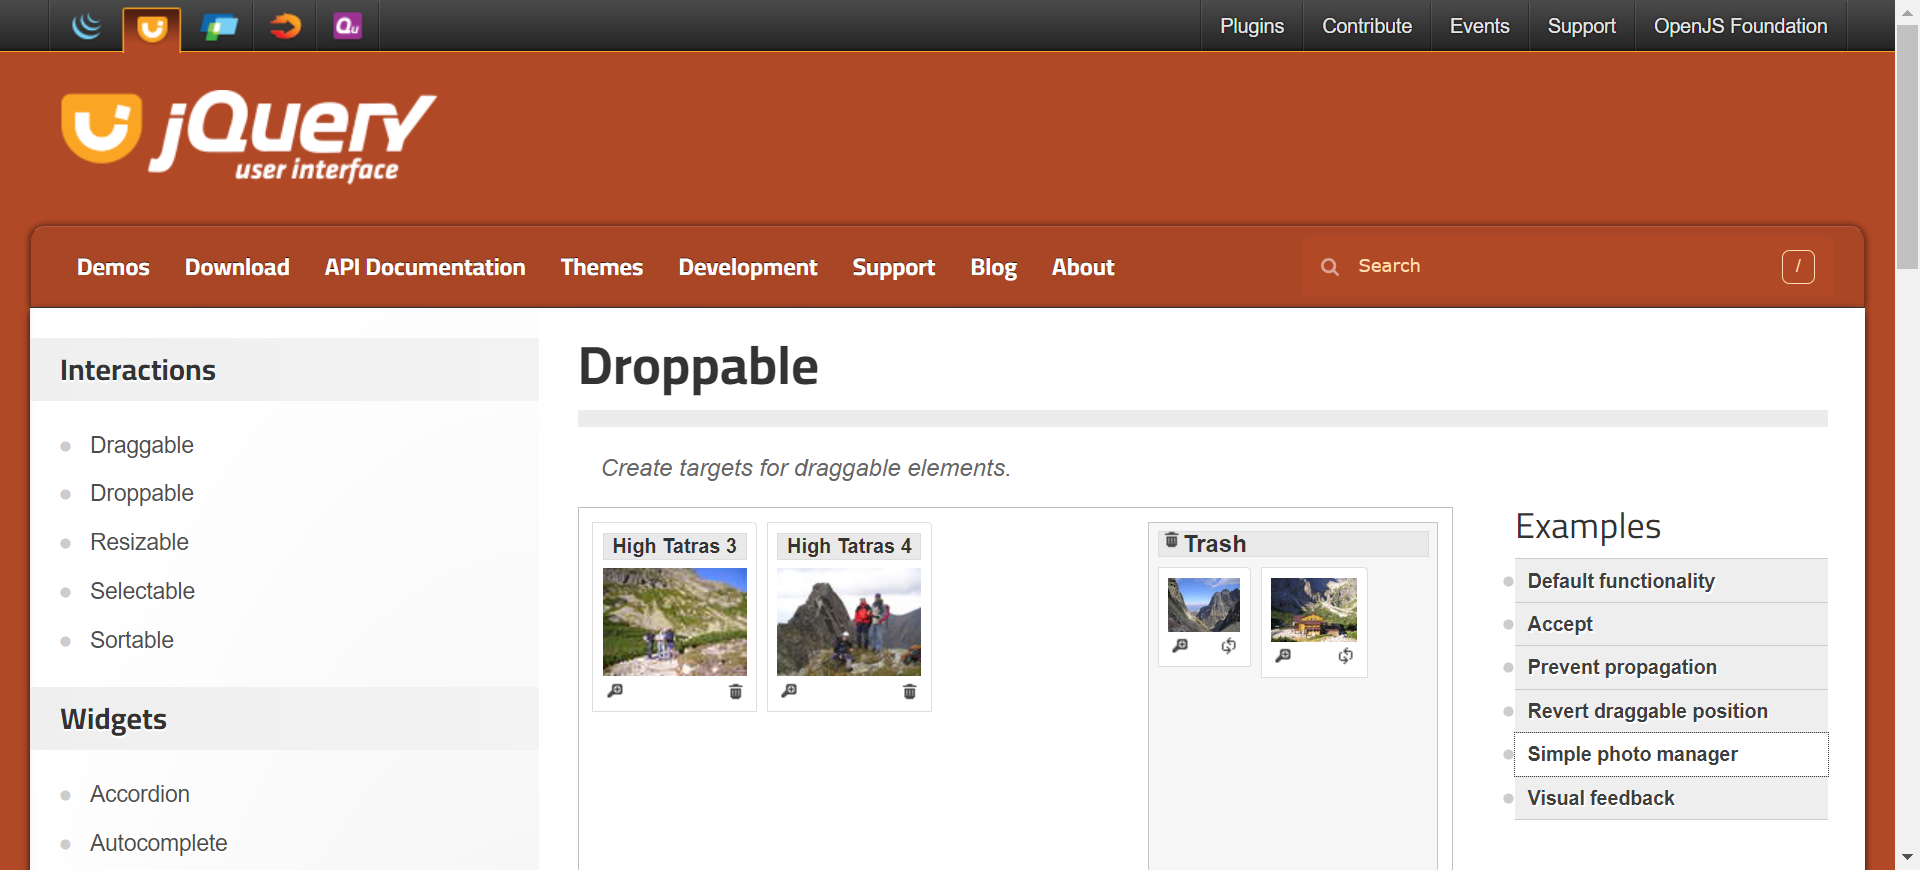 Qu
Plugins
Contribute
Events
Support
OpenJS Foundation
jQuery
user interface
Demos
Download
API Documentation
Themes
Development
Support
Blog
About
Search
/
Interactions
Draggable
Droppable
Resizable
Selectable
Sortable
Widgets
Accordion
Autocomplete
Droppable
Create targets for draggable elements.
High Tatras 3
High Tatras 4
Trash
Examples
Default functionality
Accept
Prevent propagation
Revert draggable position
Simple photo manager
Visual feedback